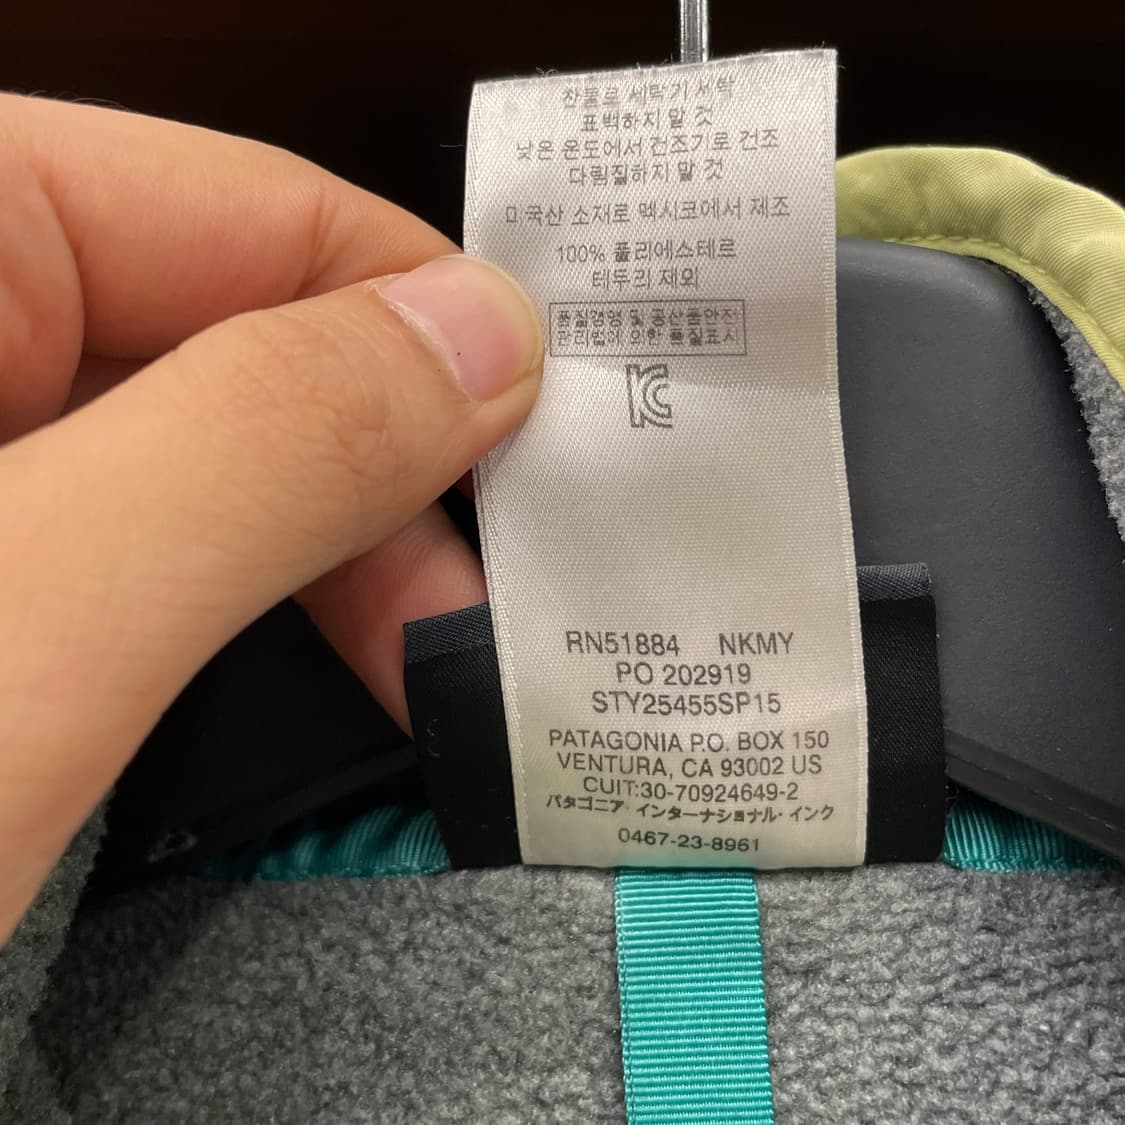 찬물로 세탁기 세탁
표백하지 말 것
낮은 온도에서 건조기로 건조
다림질하지 말 것
미국산 소재로 멕시코에서 제조
100% 폴리에스테르
테두리 제외
품질경영 및 공산품안전
관리법에 의한 품질표시
KC
RN51884 NKMY
PO 202919
STY25455SP15
PATAGONIA P.O. BOX 150
VENTURA, CA 93002 US
CUIT:30-70924649-2
パタゴニア・インターナショナル・インク
0467-23-8961